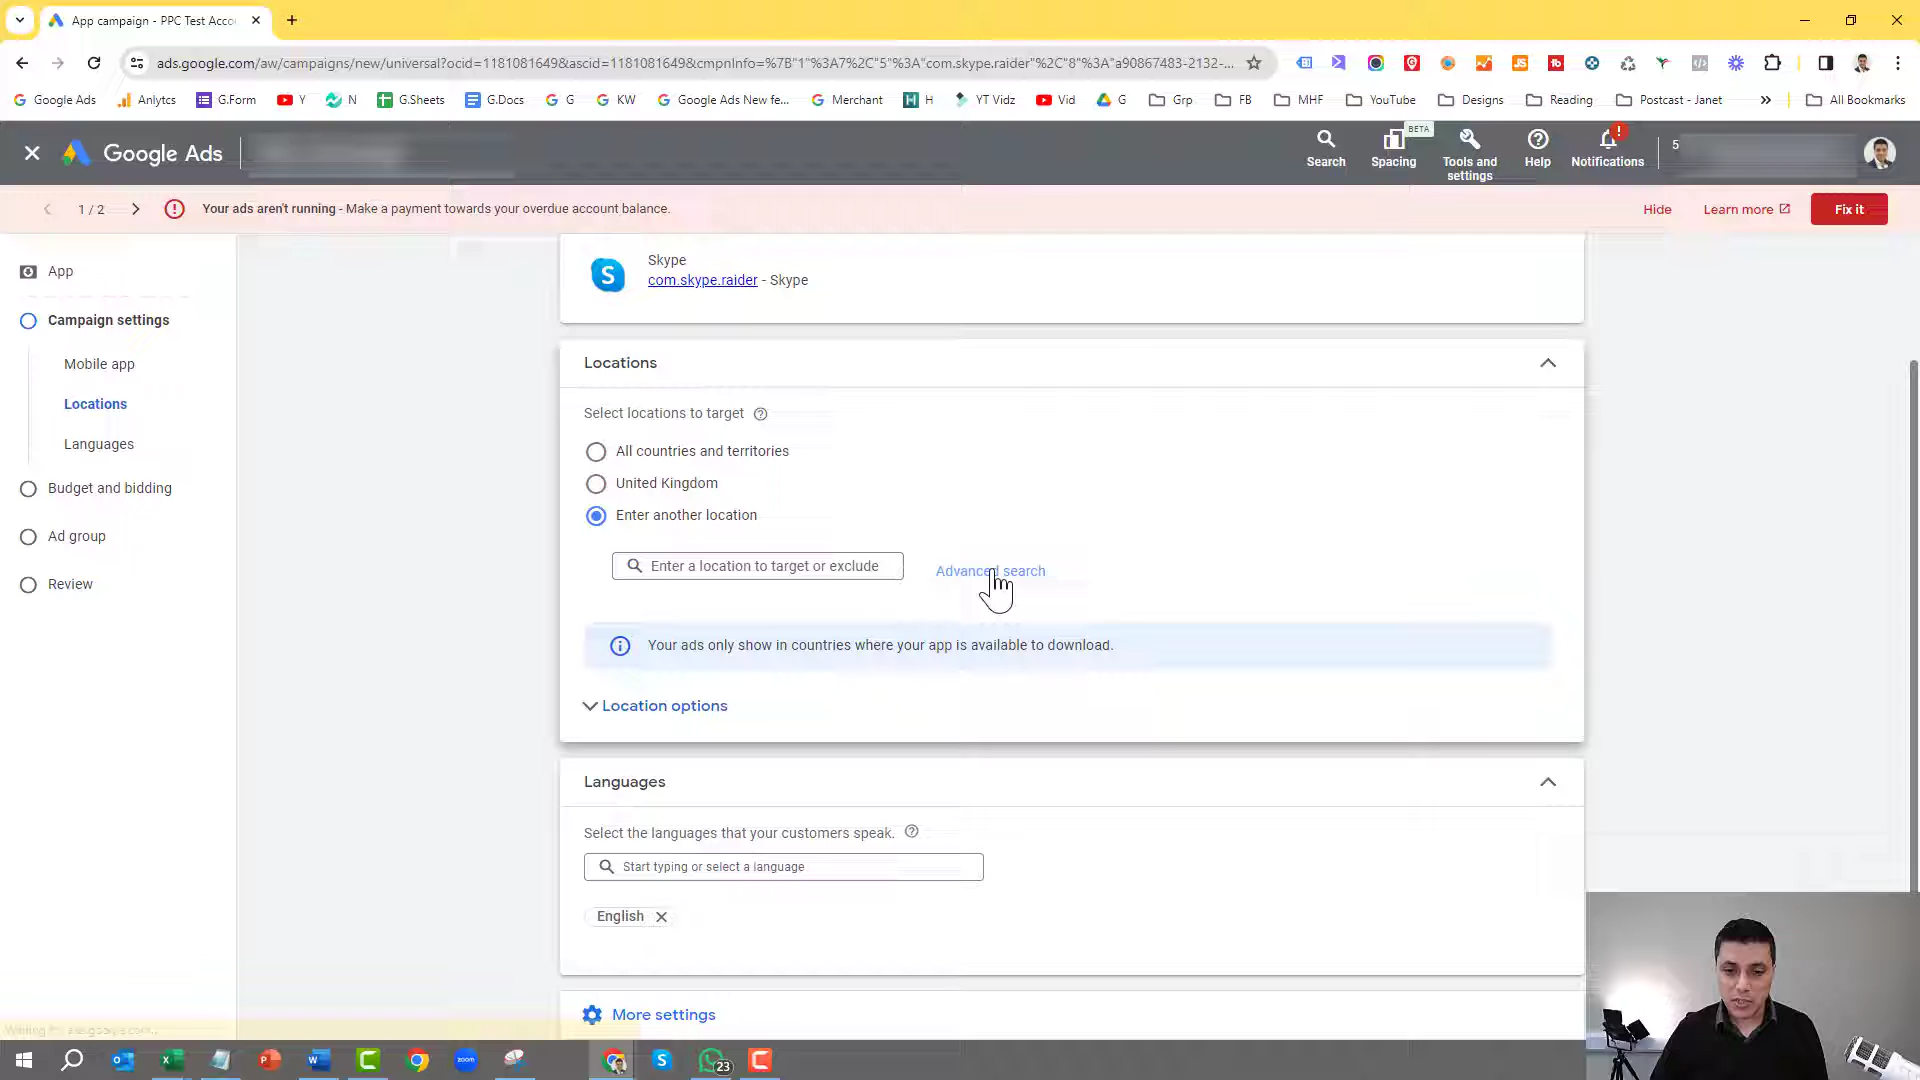 App campaign - PPC Test Acco
ads.google.com/aw/campaigns/new/universal?ocid=1181081649&ascid=1181081649&cmpnInfo=%7B"1"%3A7%2C"5"%3A"com.skype.raider"%2C"8"%3A"a90867483-2132-...
Google Ads
Anlytcs
G.Form
Y
N
G.Sheets
G.Docs
G
KW
Google Ads New fe...
Merchant
H
YT Vidz
Vid
G
Grp
FB
MHF
YouTube
Designs
Reading
Postcast - Janet
All Bookmarks
Google Ads
Search
BETA
Spacing
Tools and settings
Help
Notifications
5
1 / 2
Your ads aren't running - Make a payment towards your overdue account balance.
Hide
Learn more
Fix it
App
Campaign settings
Mobile app
Locations
Languages
Budget and bidding
Ad group
Review
Skype
com.skype.raider - Skype
Locations
Select locations to target
All countries and territories
United Kingdom
Enter another location
Enter a location to target or exclude
Advanced search
Your ads only show in countries where your app is available to download.
Location options
Languages
Select the languages that your customers speak.
Start typing or select a language
English
More settings
zoom
23